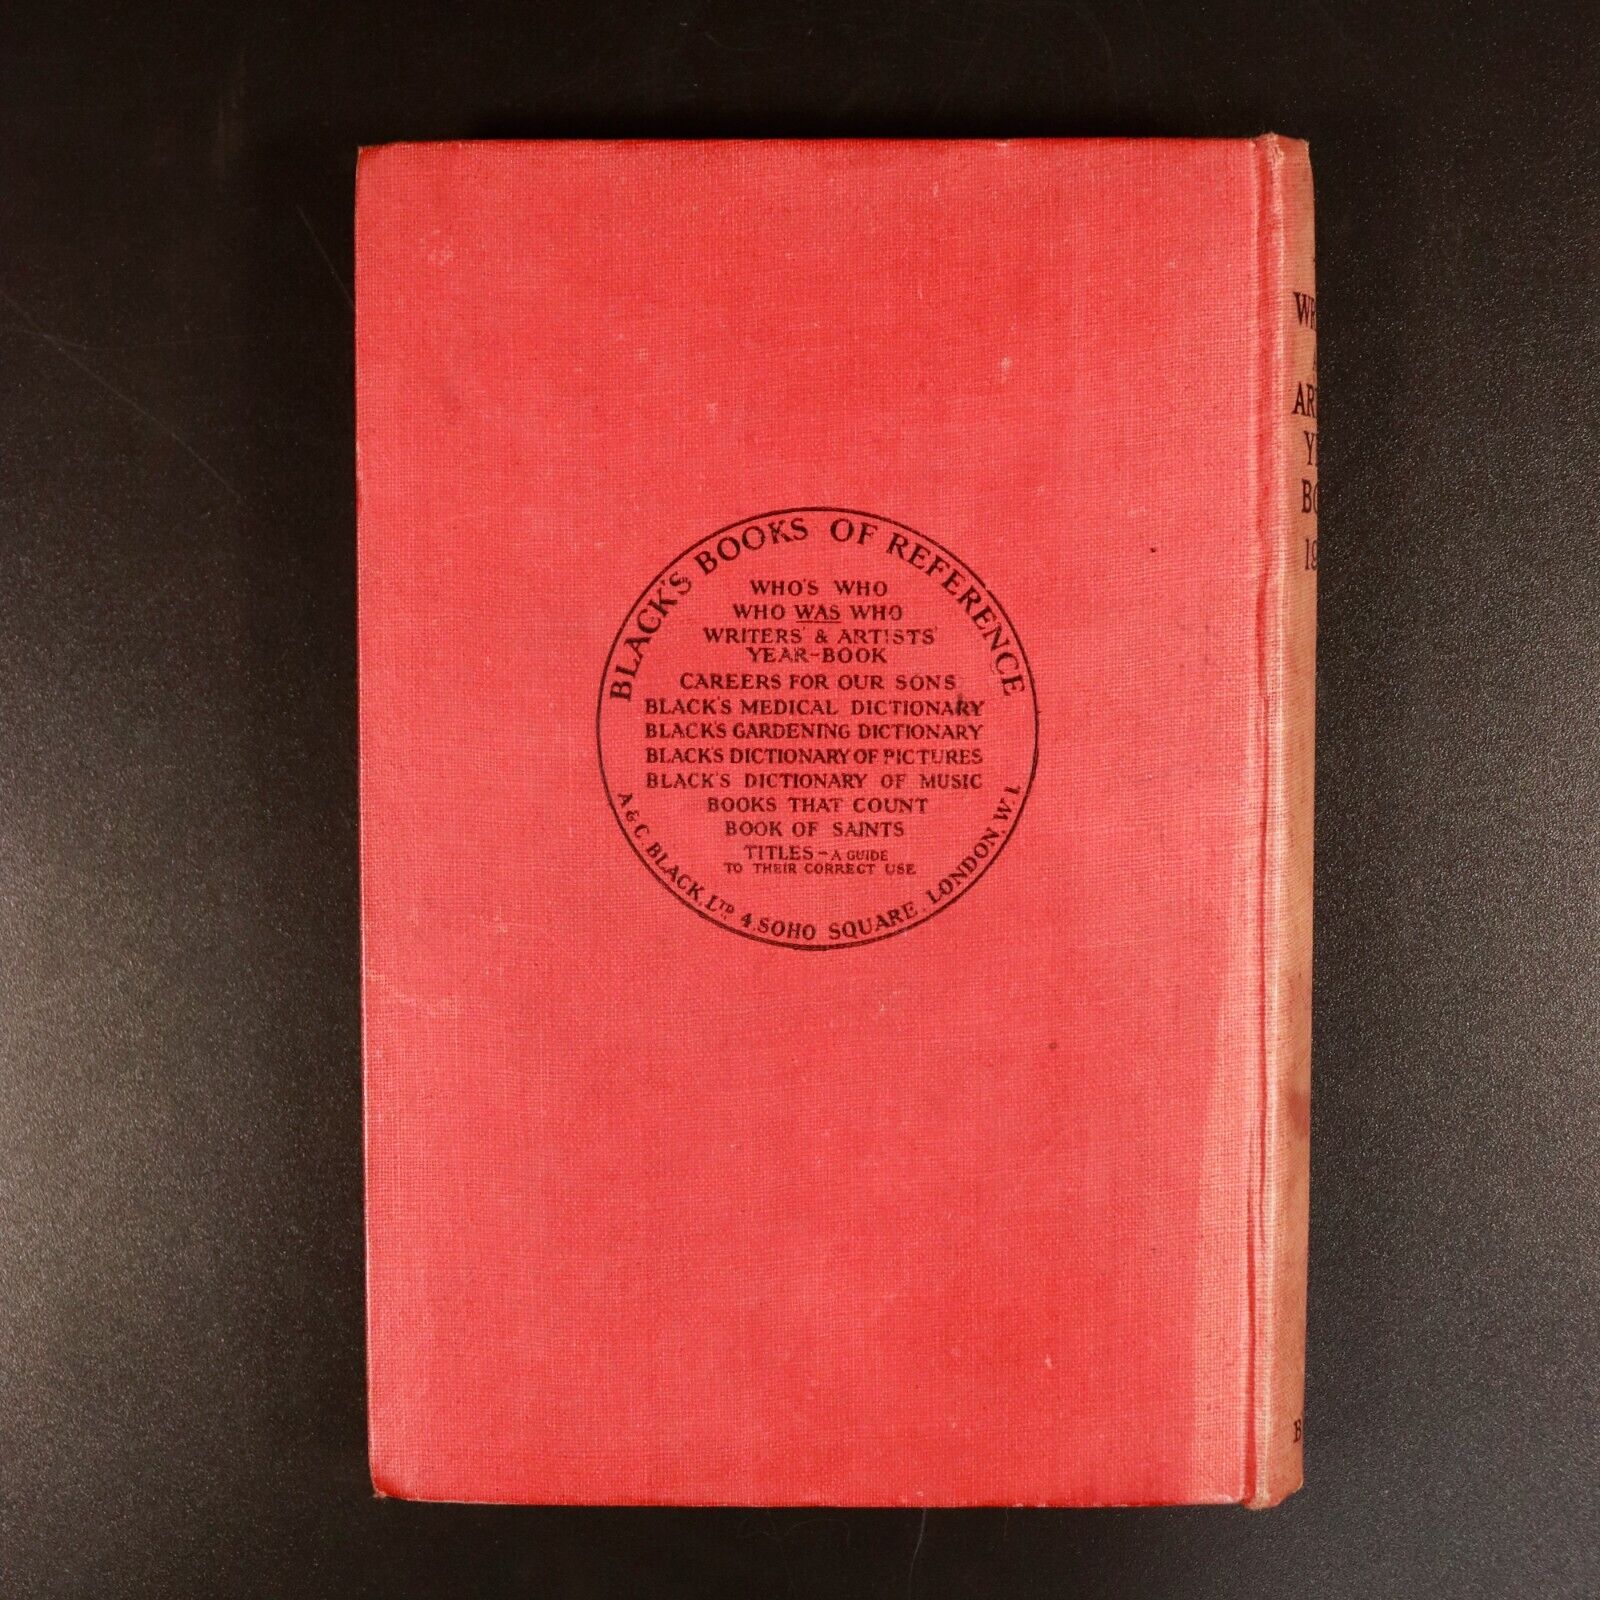 BLACK'S BOOKS OF REFERENCE
WHO'S WHO
WHO WAS WHO
WRITERS' & ARTISTS'
YEAR-BOOK
CAREERS FOR OUR SONS
BLACK'S MEDICAL DICTIONARY
BLACK'S GARDENING DICTIONARY
BLACK'S DICTIONARY OF PICTURES
BLACK'S DICTIONARY OF MUSIC
BOOKS THAT COUNT
BOOK OF SAINTS
TITLES-A GUIDE
TO THEIR CORRECT USE
A & C. BLACK, LTD, 4, SOHO SQUARE, LONDON, W.1.